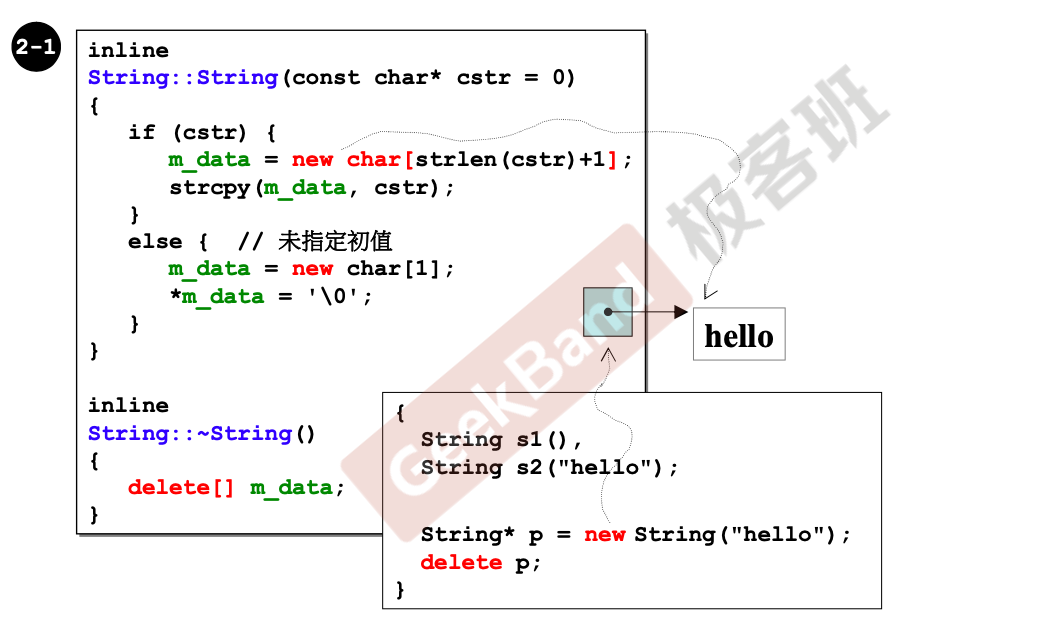 2-1
inline
String::String(const char* cstr = 0)
{
   if (cstr) {
      m_data = new char[strlen(cstr)+1];
      strcpy(m_data, cstr);
   }
   else {  // 未指定初值
      m_data = new char[1];
      *m_data = '\0';
   }
}
inline
String::~String()
{
   delete[] m_data;
}
hello
{
  String s1(),
  String s2("hello");
  String* p = new String("hello");
  delete p;
}
GeekBand 极客班